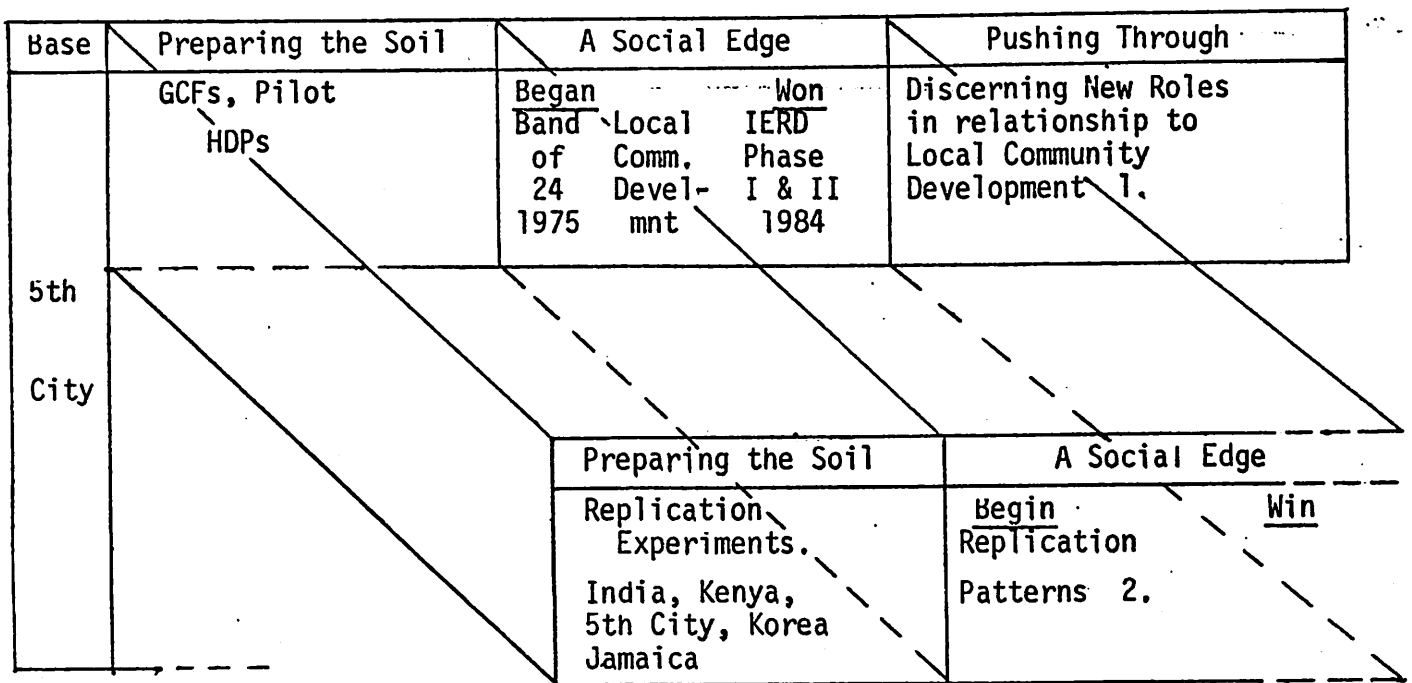 Base
Preparing the Soil
A Social Edge
Pushing Through
GCFs, Pilot
HDPs
Began Won
Band Local IERD
of Comm. Phase
24 Devel- I & II
1975 mnt 1984
Discerning New Roles
in relationship to
Local Community
Development 1.
5th
City
Preparing the Soil
A Social Edge
Replication
Experiments.
India, Kenya,
5th City, Korea
Jamaica
Begin Win
Replication
Patterns 2.